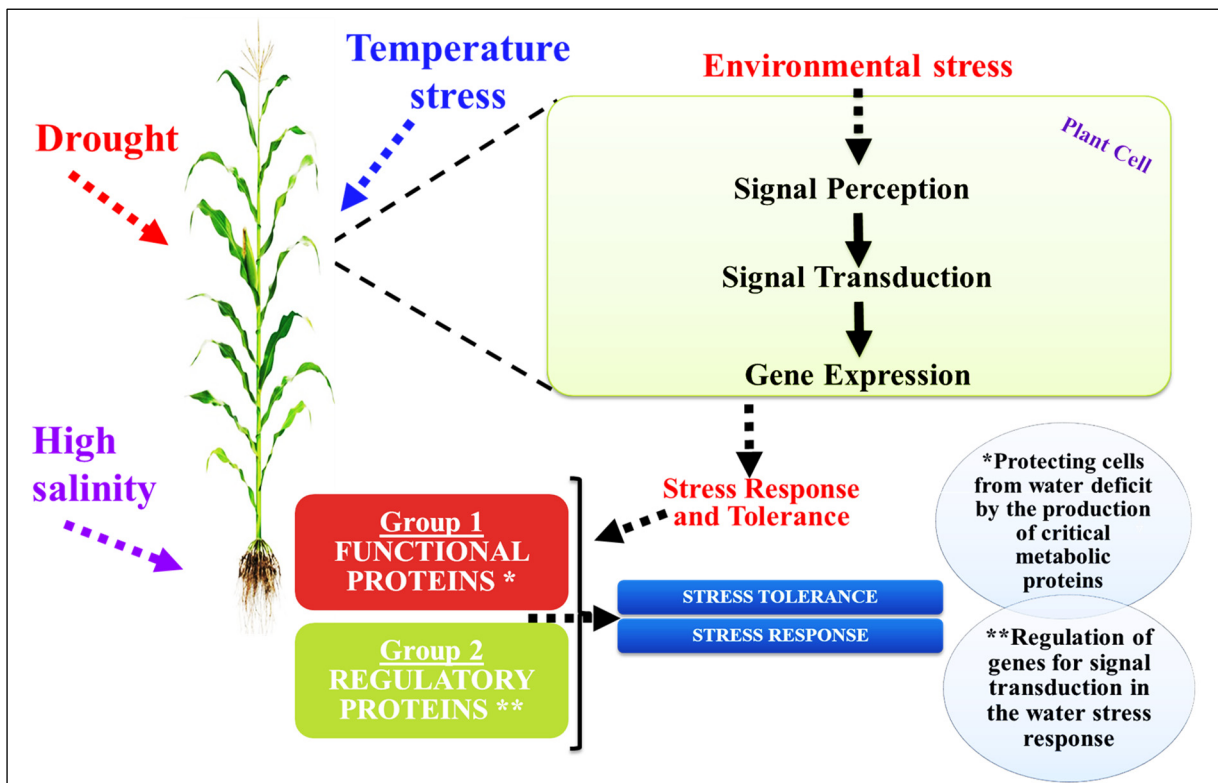 Temperature
stress
Drought
High
salinity
Environmental stress
Plant Cell
Signal Perception
Signal Transduction
Gene Expression
Stress Response
and Tolerance
Group 1
FUNCTIONAL
PROTEINS *
Group 2
REGULATORY
PROTEINS **
STRESS TOLERANCE
STRESS RESPONSE
*Protecting cells
from water deficit
by the production
of critical
metabolic
proteins
**Regulation of
genes for signal
transduction in
the water stress
response